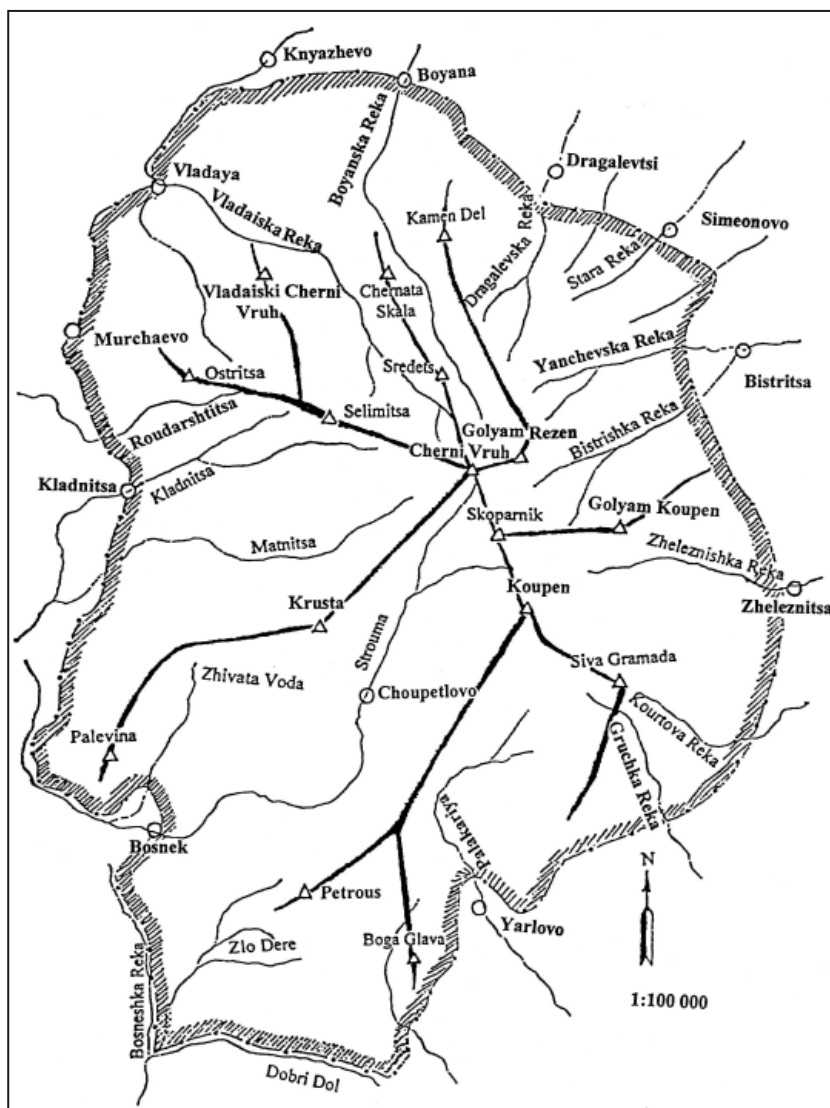 Knyazhevo
Boyana
Boyanska Reka
Dragalevtsi
Vladaya
Vladaiska Reka
Kamen Del
Dragalevska Reka
Simeonovo
Stara Reka
Vladaiski Cherni
Vruh
Chernata
Skala
Murchaevo
Yanchevska Reka
Ostritsa
Sredets
Bistritsa
Roudarshtitsa
Selimitsa
Golyam Rezen
Bistrishka Reka
Cherni Vruh
Kladnitsa
Kladnitsa
Skoparnik
Golyam Koupen
Matnitsa
Zheleznishka Reka
Koupen
Zheleznitsa
Krusta
Strouma
Siva Gramada
Zhivata Voda
Choupetlovo
Kourtova Reka
Gruchka Reka
Palevina
Palakariya
Bosnek
N
Petrous
Yarlovo
Zlo Dere
Boga Glava
Bosneshka Reka
1:100 000
Dobri Dol